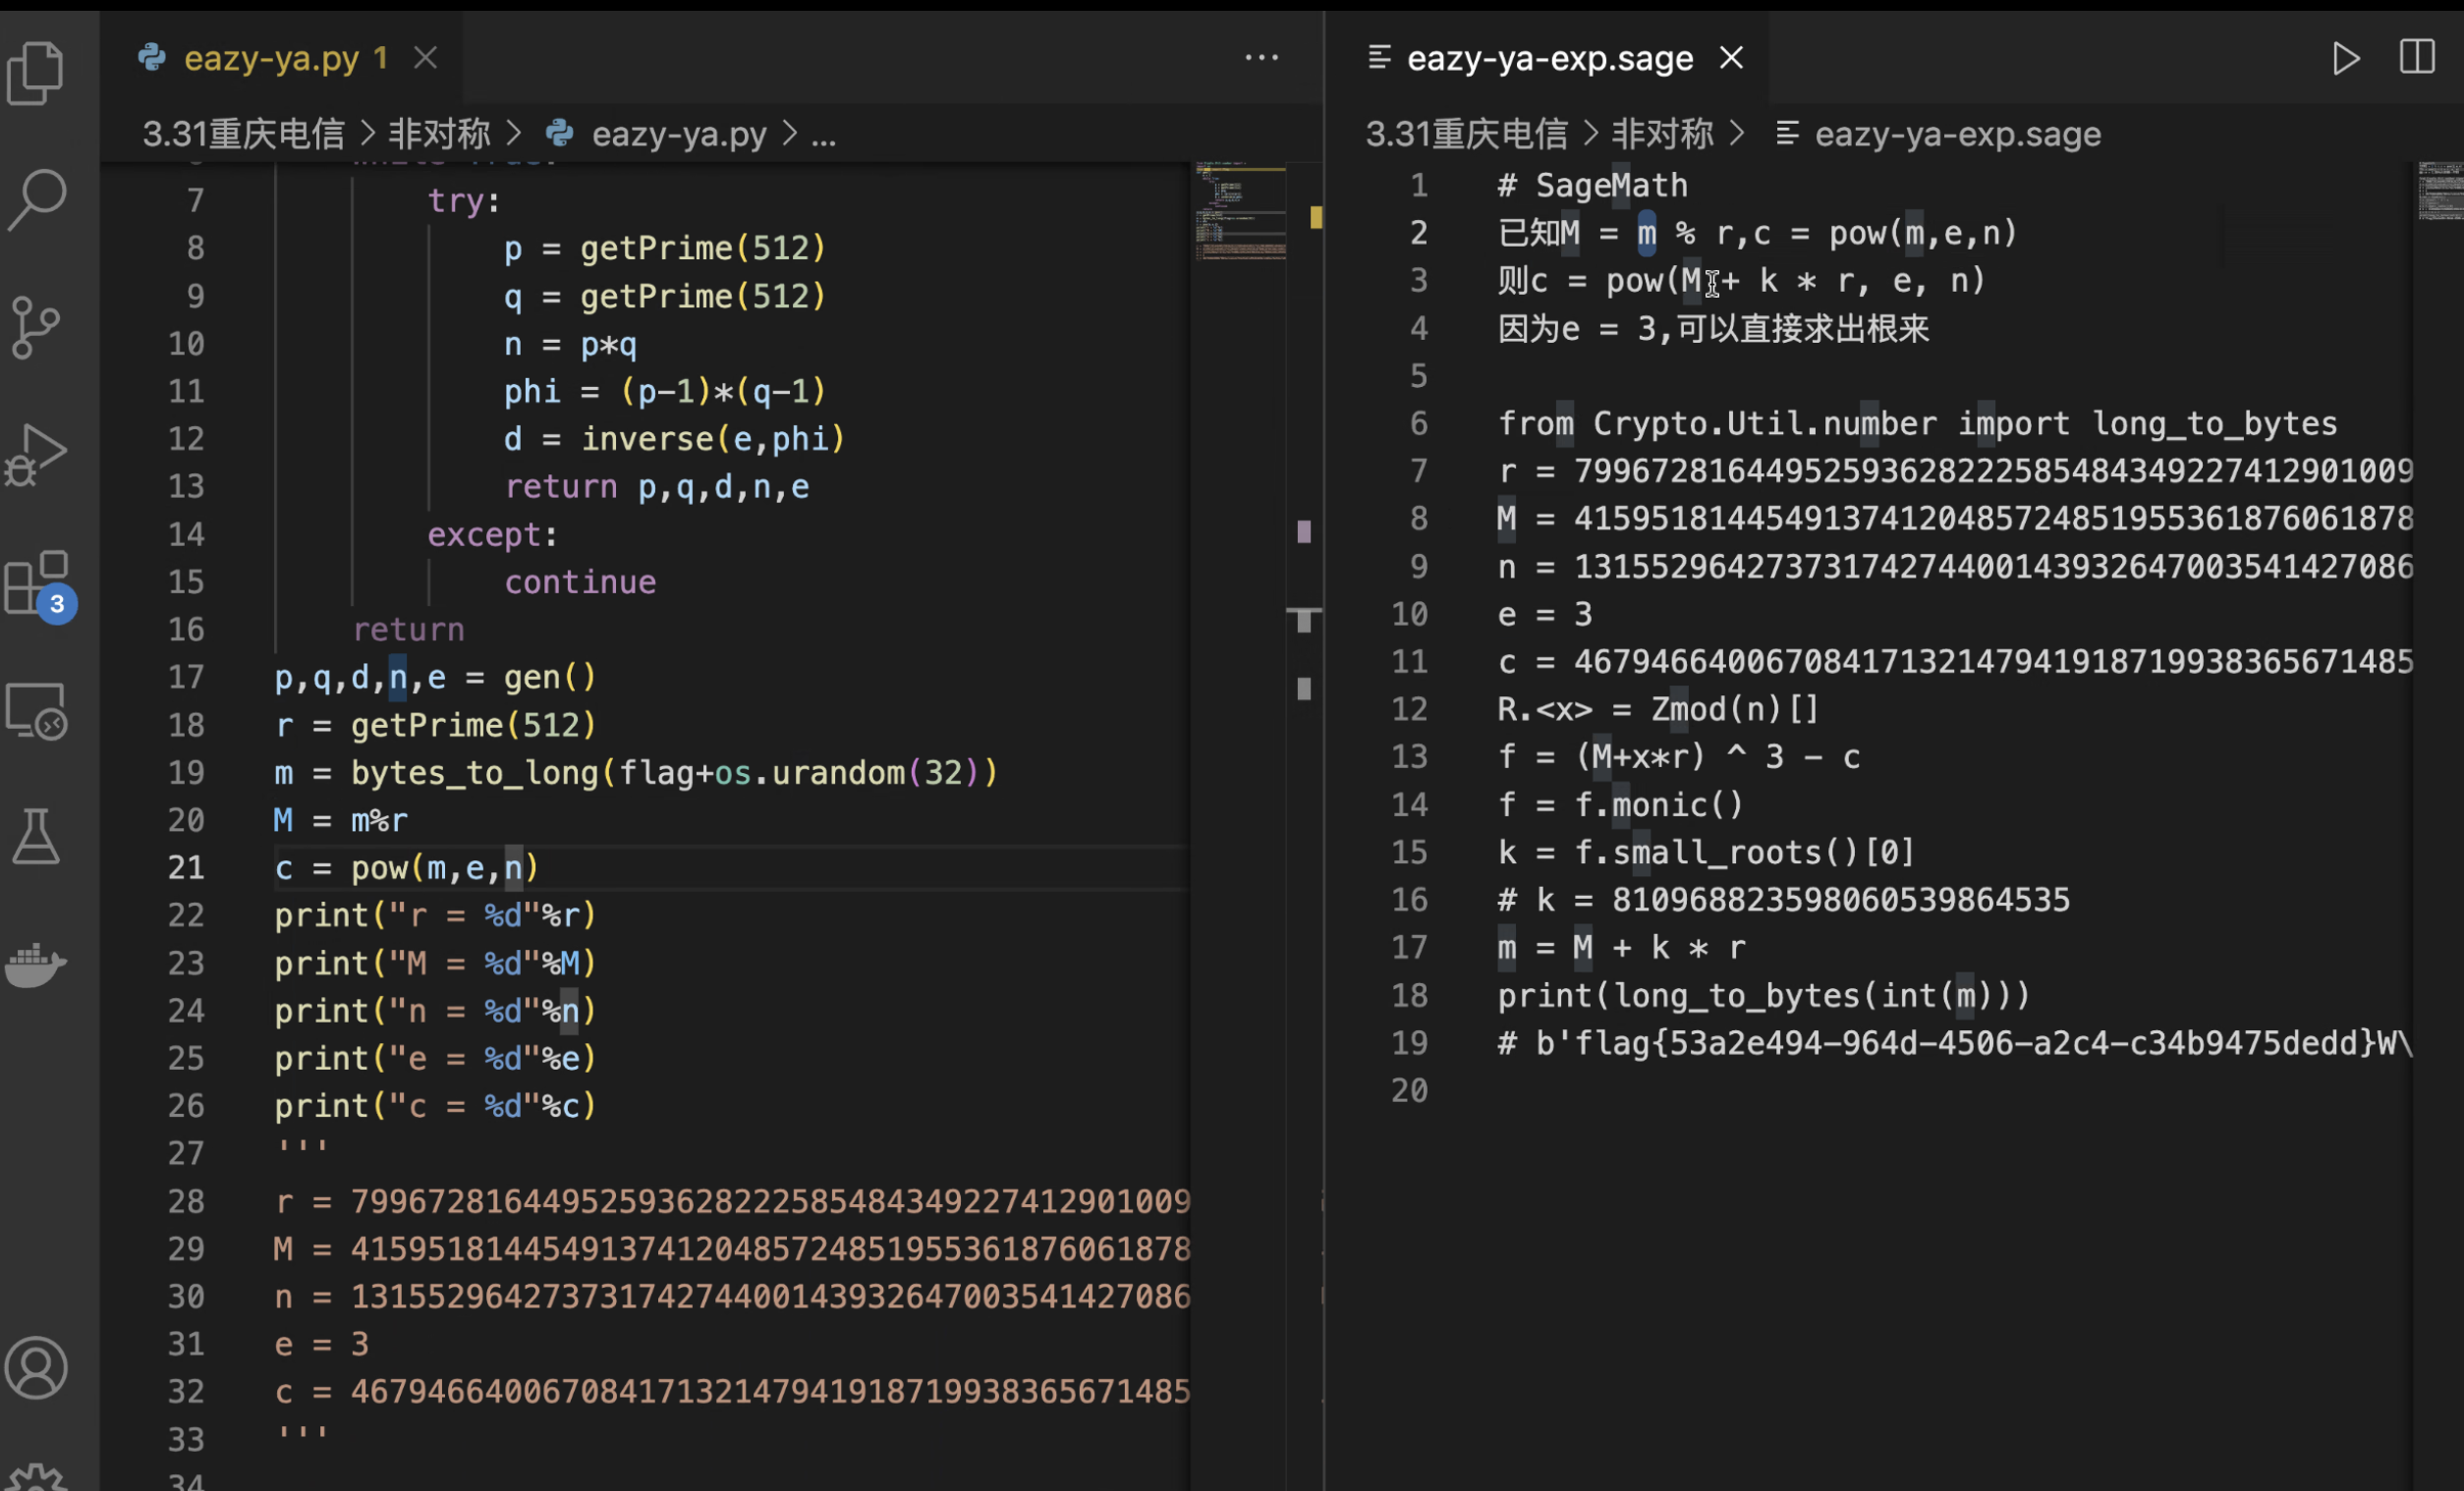 eazy-ya.py 1
3.31重庆电信 > 非对称 > eazy-ya.py > ...
7 try:
8 p = getPrime(512)
9 q = getPrime(512)
10 n = p*q
11 phi = (p-1)*(q-1)
12 d = inverse(e,phi)
13 return p,q,d,n,e
14 except:
15 continue
16 return
17 p,q,d,n,e = gen()
18 r = getPrime(512)
19 m = bytes_to_long(flag+os.urandom(32))
20 M = m%r
21 c = pow(m,e,n)
22 print("r = %d"%r)
23 print("M = %d"%M)
24 print("n = %d"%n)
25 print("e = %d"%e)
26 print("c = %d"%c)
27 '''
28 r = 79967281644952593628222585484349227412901009
29 M = 41595181445491374120485724851955361876061878
30 n = 13155296427373174274400143932647003541427086
31 e = 3
32 c = 46794664006708417132147941918719938365671485
33 '''
34
3
eazy-ya-exp.sage
3.31重庆电信 > 非对称 > eazy-ya-exp.sage
1 # SageMath
2 已知M = m % r,c = pow(m,e,n)
3 则c = pow(M + k * r, e, n)
4 因为e = 3,可以直接求出根来
5
6 from Crypto.Util.number import long_to_bytes
7 r = 79967281644952593628222585484349227412901009
8 M = 41595181445491374120485724851955361876061878
9 n = 13155296427373174274400143932647003541427086
10 e = 3
11 c = 46794664006708417132147941918719938365671485
12 R.<x> = Zmod(n)[]
13 f = (M+x*r) ^ 3 - c
14 f = f.monic()
15 k = f.small_roots()[0]
16 # k = 810968823598060539864535
17 m = M + k * r
18 print(long_to_bytes(int(m)))
19 # b'flag{53a2e494-964d-4506-a2c4-c34b9475dedd}W\
20